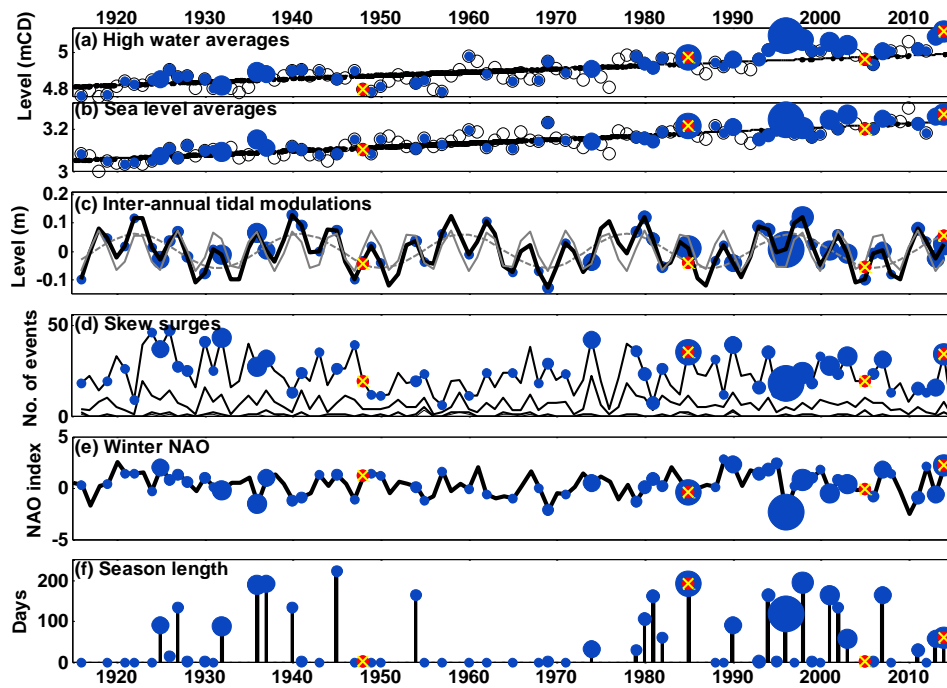 1920 1930 1940 1950 1960 1970 1980 1990 2000 2010
(a) High water averages
Level (mCD)
5
4.8
(b) Sea level averages
3.2
3
(c) Inter-annual tidal modulations
Level (m)
0.2
0.1
0
-0.1
(d) Skew surges
No. of events
50
0
(e) Winter NAO
NAO index
5
0
-5
(f) Season length
Days
200
100
0
1920 1930 1940 1950 1960 1970 1980 1990 2000 2010